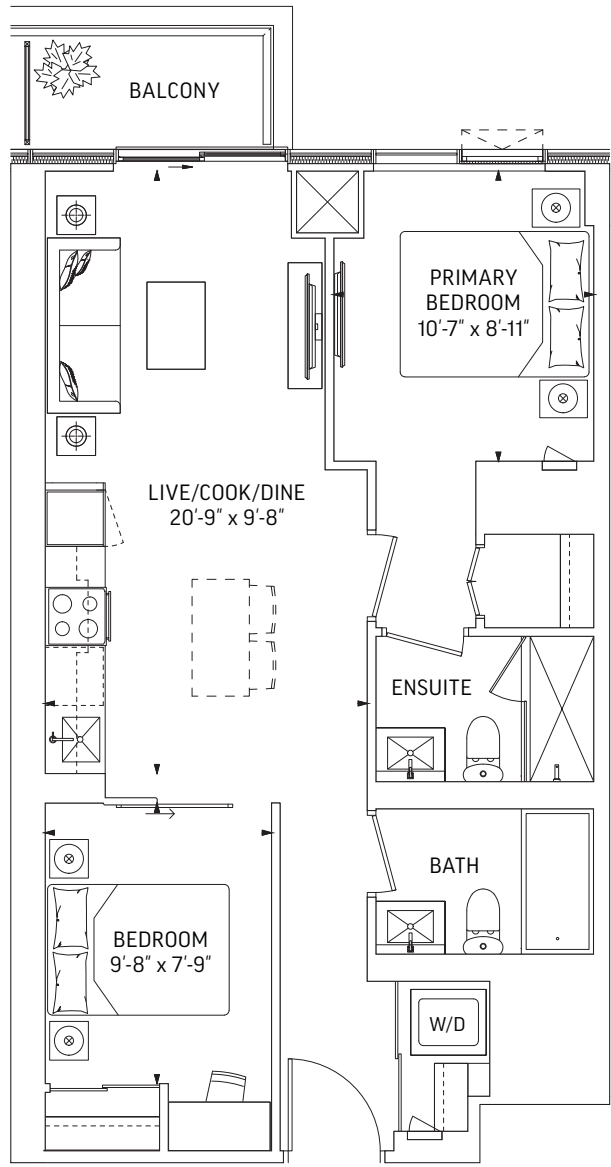 BALCONY
PRIMARY
BEDROOM
10'-7" x 8'-11"
LIVE/COOK/DINE
20'-9" x 9'-8"
ENSUITE
BATH
BEDROOM
9'-8" x 7'-9"
W/D